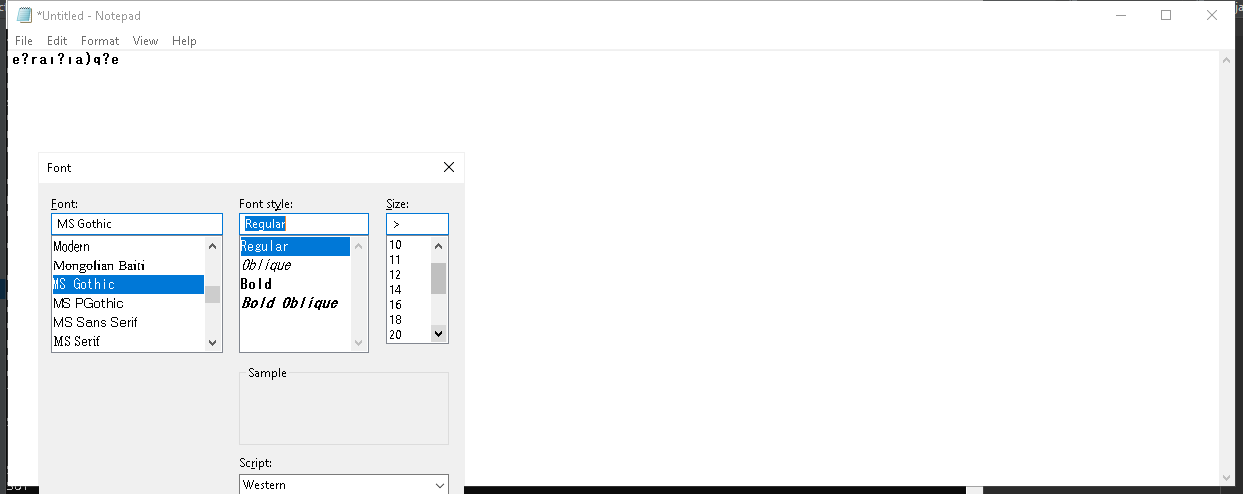 *Untitled - Notepad
File Edit Format View Help
e?raı?ıa)q?e
Font
Font: Font style: Size:
MS Gothic Regular >
Modern Regular 10
Mongolian Baiti Oblique 11
MS Gothic Bold 12
MS PGothic Bold Oblique 14
MS Sans Serif 16
MS Serif 18
20
Sample
Script:
Western